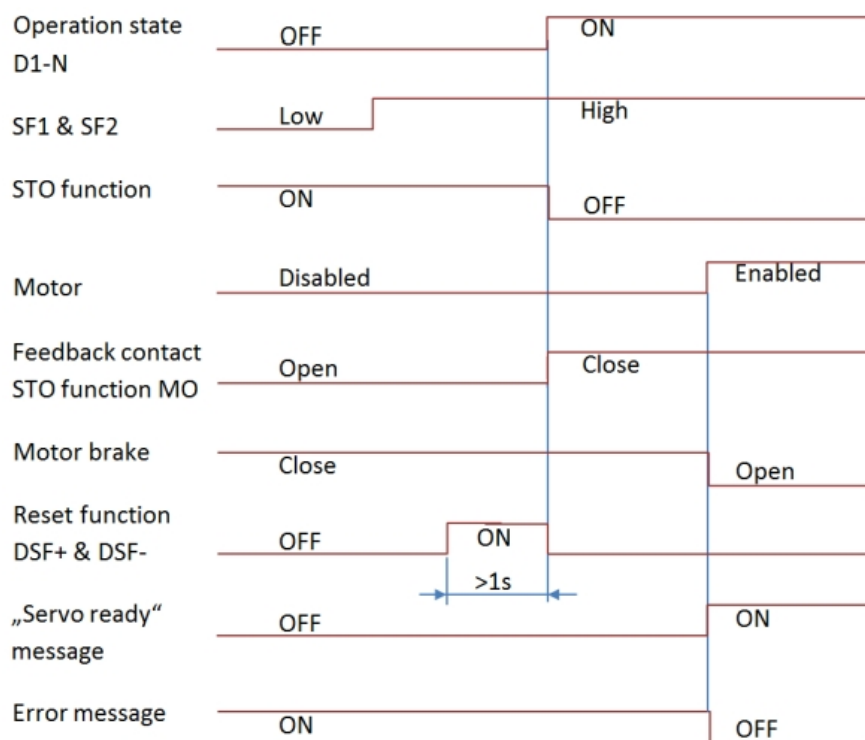 Operation state
D1-N
OFF
ON
SF1 & SF2
Low
High
STO function
ON
OFF
Motor
Disabled
Enabled
Feedback contact
STO function MO
Open
Close
Motor brake
Close
Open
Reset function
DSF+ & DSF-
OFF
ON
>1s
„Servo ready“
message
OFF
ON
Error message
ON
OFF